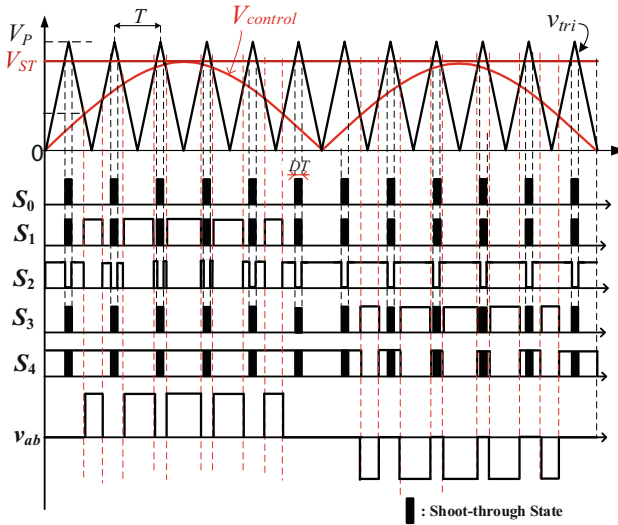 V_P
T
V_control
v_tri
V_ST
0
DT
S_0
S_1
S_2
S_3
S_4
v_ab
: Shoot-through State